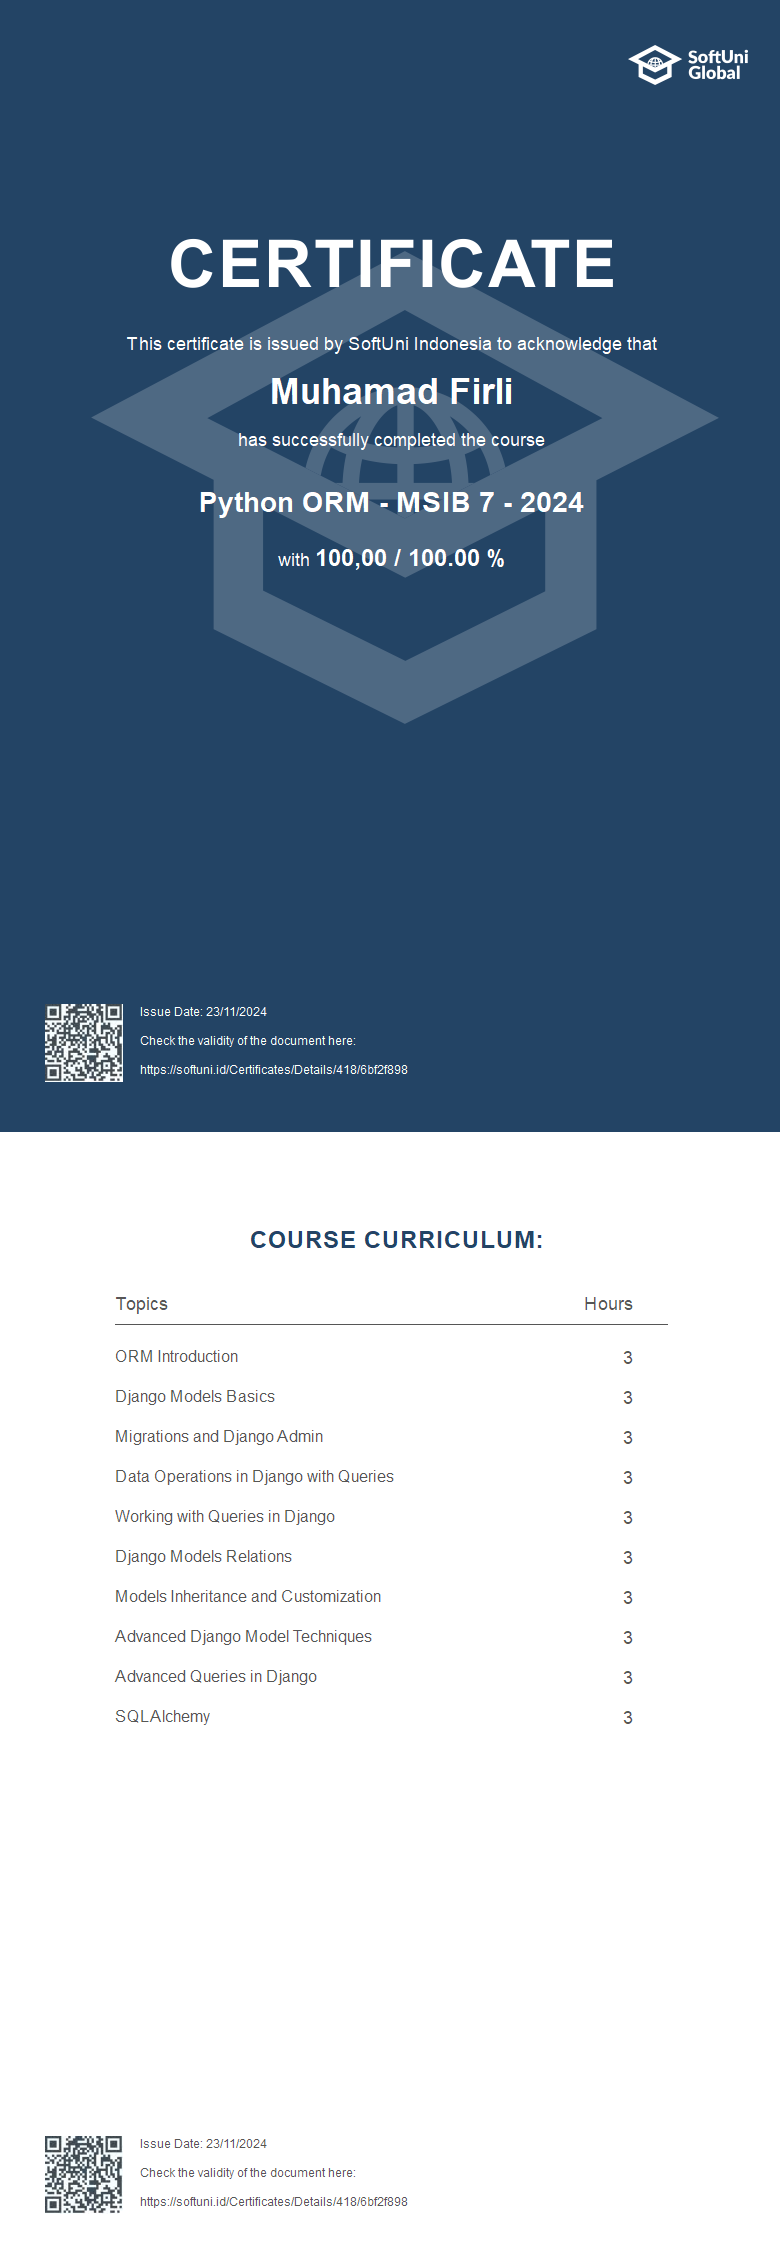 SoftUni
Global
CERTIFICATE
This certificate is issued by SoftUni Indonesia to acknowledge that
Muhamad Firli
has successfully completed the course
Python ORM - MSIB 7 - 2024
with 100,00 / 100.00 %
Issue Date: 23/11/2024
Check the validity of the document here:
https://softuni.id/Certificates/Details/418/6bf2f898
COURSE CURRICULUM:
Topics Hours
ORM Introduction 3
Django Models Basics 3
Migrations and Django Admin 3
Data Operations in Django with Queries 3
Working with Queries in Django 3
Django Models Relations 3
Models Inheritance and Customization 3
Advanced Django Model Techniques 3
Advanced Queries in Django 3
SQLAlchemy 3
Issue Date: 23/11/2024
Check the validity of the document here:
https://softuni.id/Certificates/Details/418/6bf2f898